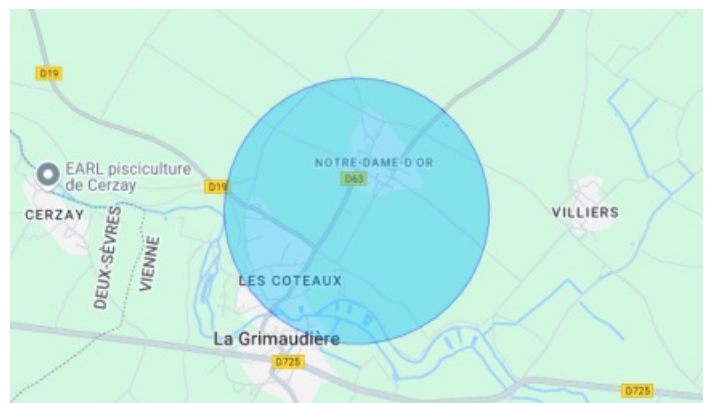 D19
NOTRE-DAME-D'OR
EARL pisciculture
de Cerzay
D63
D19
CERZAY
VILLIERS
DEUX-SÈVRES
VIENNE
LES COTEAUX
La Grimaudière
D725
D725